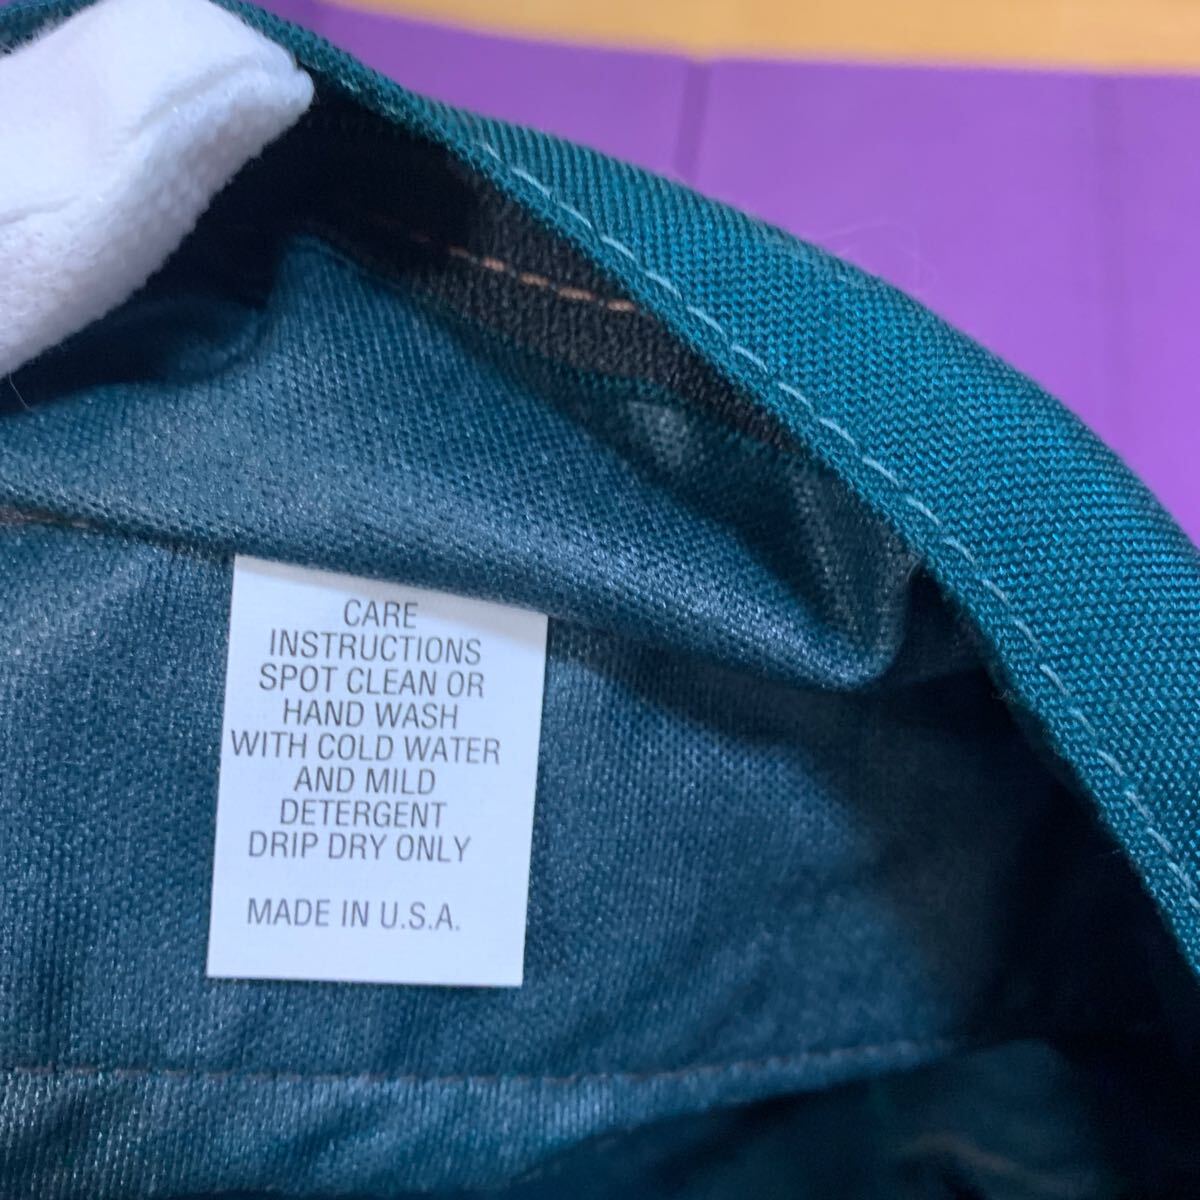 CARE
INSTRUCTIONS
SPOT CLEAN OR
HAND WASH
WITH COLD WATER
AND MILD
DETERGENT
DRIP DRY ONLY
MADE IN U.S.A.